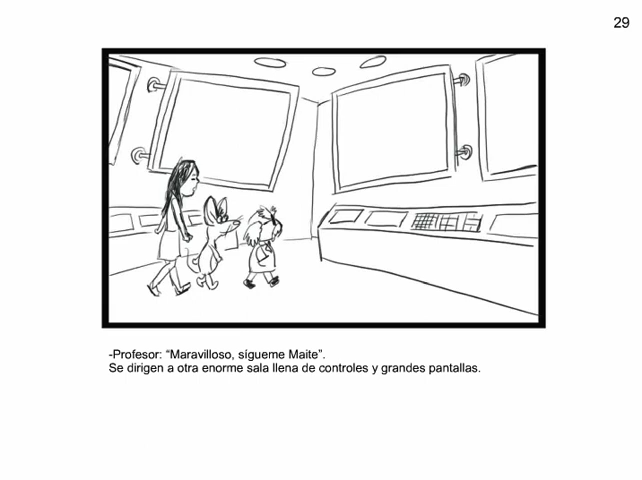 29
-Profesor: “Maravilloso, sígueme Maite”.
Se dirigen a otra enorme sala llena de controles y grandes pantallas.